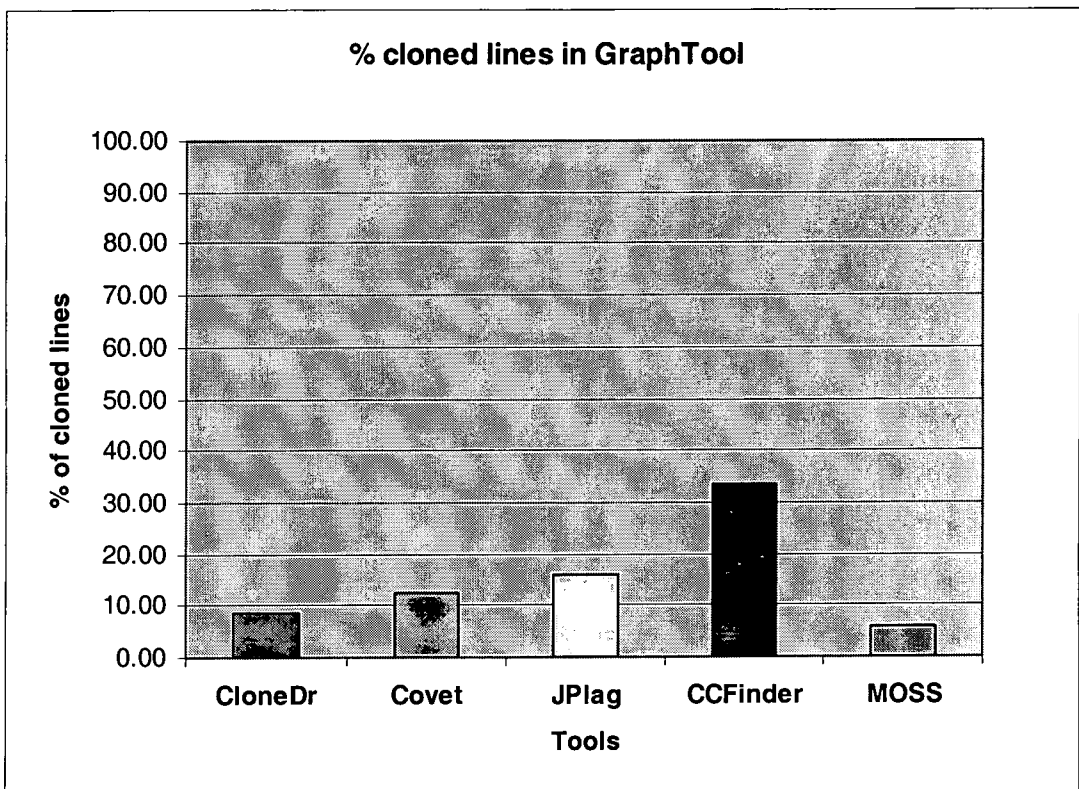 % cloned lines in GraphTool
% of cloned lines
100.00
90.00
80.00
70.00
60.00
50.00
40.00
30.00
20.00
10.00
0.00
CloneDr Covet JPlag CCFinder MOSS
Tools